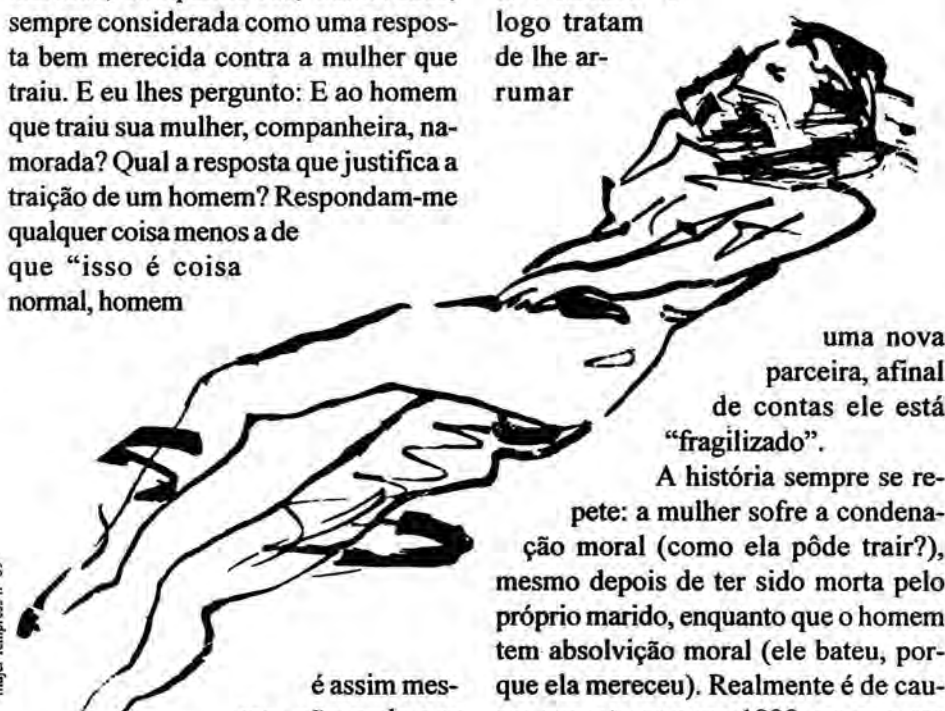 sempre considerada como uma respos-
ta bem merecida contra a mulher que
traiu. E eu lhes pergunto: E ao homem
que traiu sua mulher, companheira, na-
morada? Qual a resposta que justifica a
traição de um homem? Respondam-me
qualquer coisa menos a de
que “isso é coisa
normal, homem
é assim mes-
logo tratam
de lhe ar-
rumar
uma nova
parceira, afinal
de contas ele está
“fragilizado”.
A história sempre se re-
pete: a mulher sofre a condena-
ção moral (como ela pôde trair?),
mesmo depois de ter sido morta pelo
próprio marido, enquanto que o homem
tem absolvição moral (ele bateu, por-
que ela mereceu). Realmente é de cau-